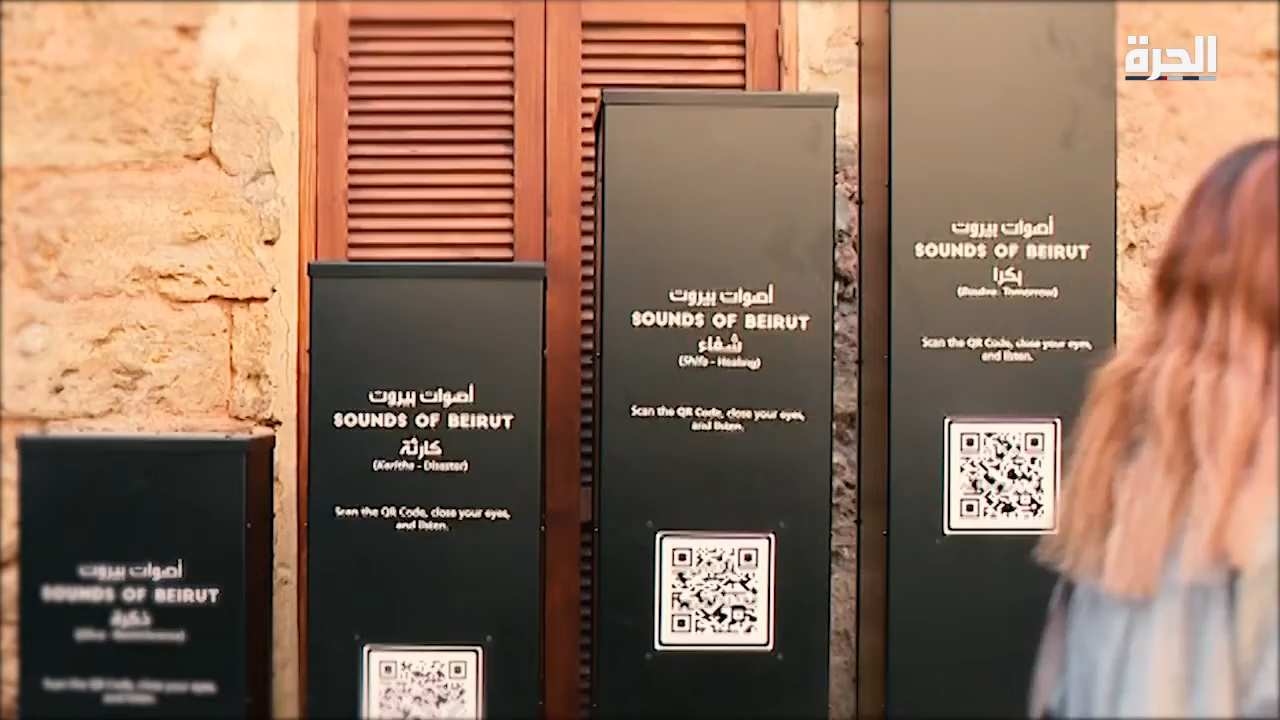 الحرة
أصوات بيروت
SOUNDS OF BEIRUT
ذكرة
أصوات بيروت
SOUNDS OF BEIRUT
كارثة
(Karitha - Disaster)
Scan the QR Code, close your eyes,
and listen.
أصوات بيروت
SOUNDS OF BEIRUT
شفاء
(Shifa - Healing)
Scan the QR Code, close your eyes,
and listen.
أصوات بيروت
SOUNDS OF BEIRUT
بكرا
(Boukra - Tomorrow)
Scan the QR Code, close your eyes,
and listen.